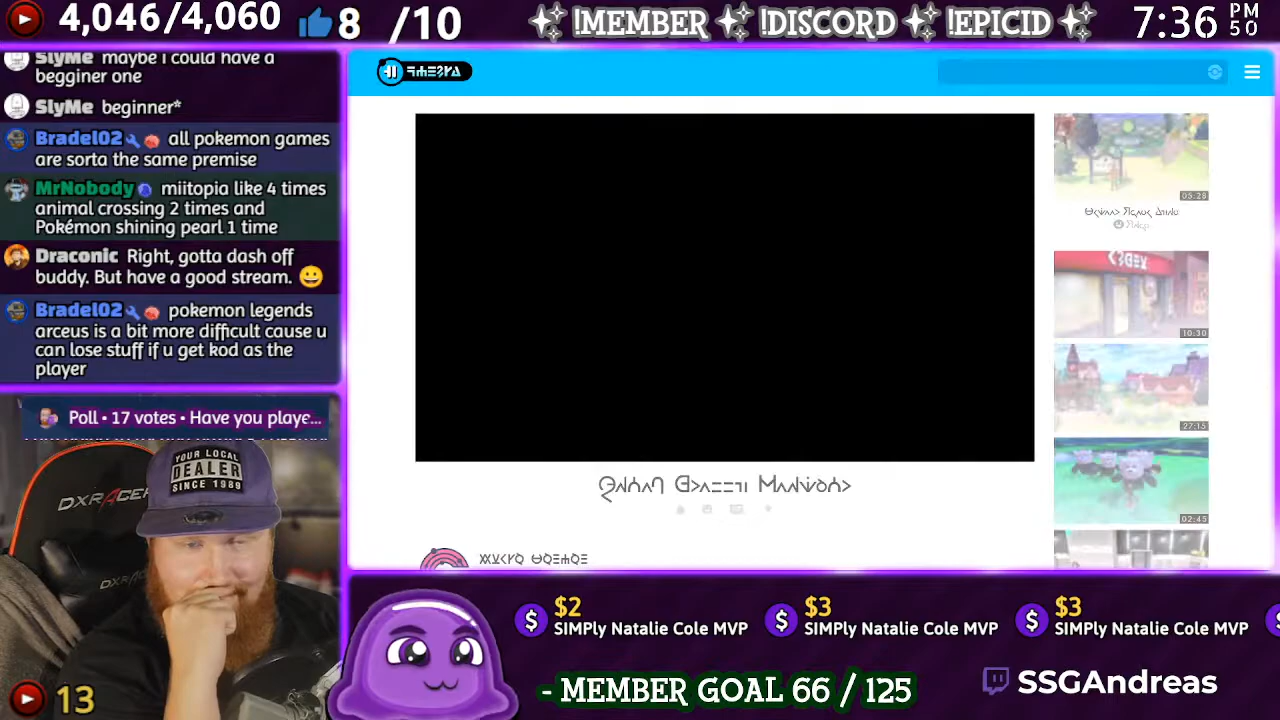 4,046/4,060 8 /10 !MEMBER !DISCORD !EPICID 7:36 PM 50
SlyMe maybe i could have a
begginer one
SlyMe beginner*
Bradel02 all pokemon games
are sorta the same premise
MrNobody miitopia like 4 times
animal crossing 2 times and
Pokémon shining pearl 1 time
Draconic Right, gotta dash off
buddy. But have a good stream.
Bradel02 pokemon legends
arceus is a bit more difficult cause u
can lose stuff if u get kod as the
player
Poll • 17 votes • Have you playe...
YOUR LOCAL
DEALER
SINCE 1989
DXRACER
13
05:28
10:30
27:15
02:43
$2
SIMPly Natalie Cole MVP
$3
SIMPly Natalie Cole MVP
$3
SIMPly Natalie Cole MVP
- MEMBER GOAL 66 / 125
SSGAndreas